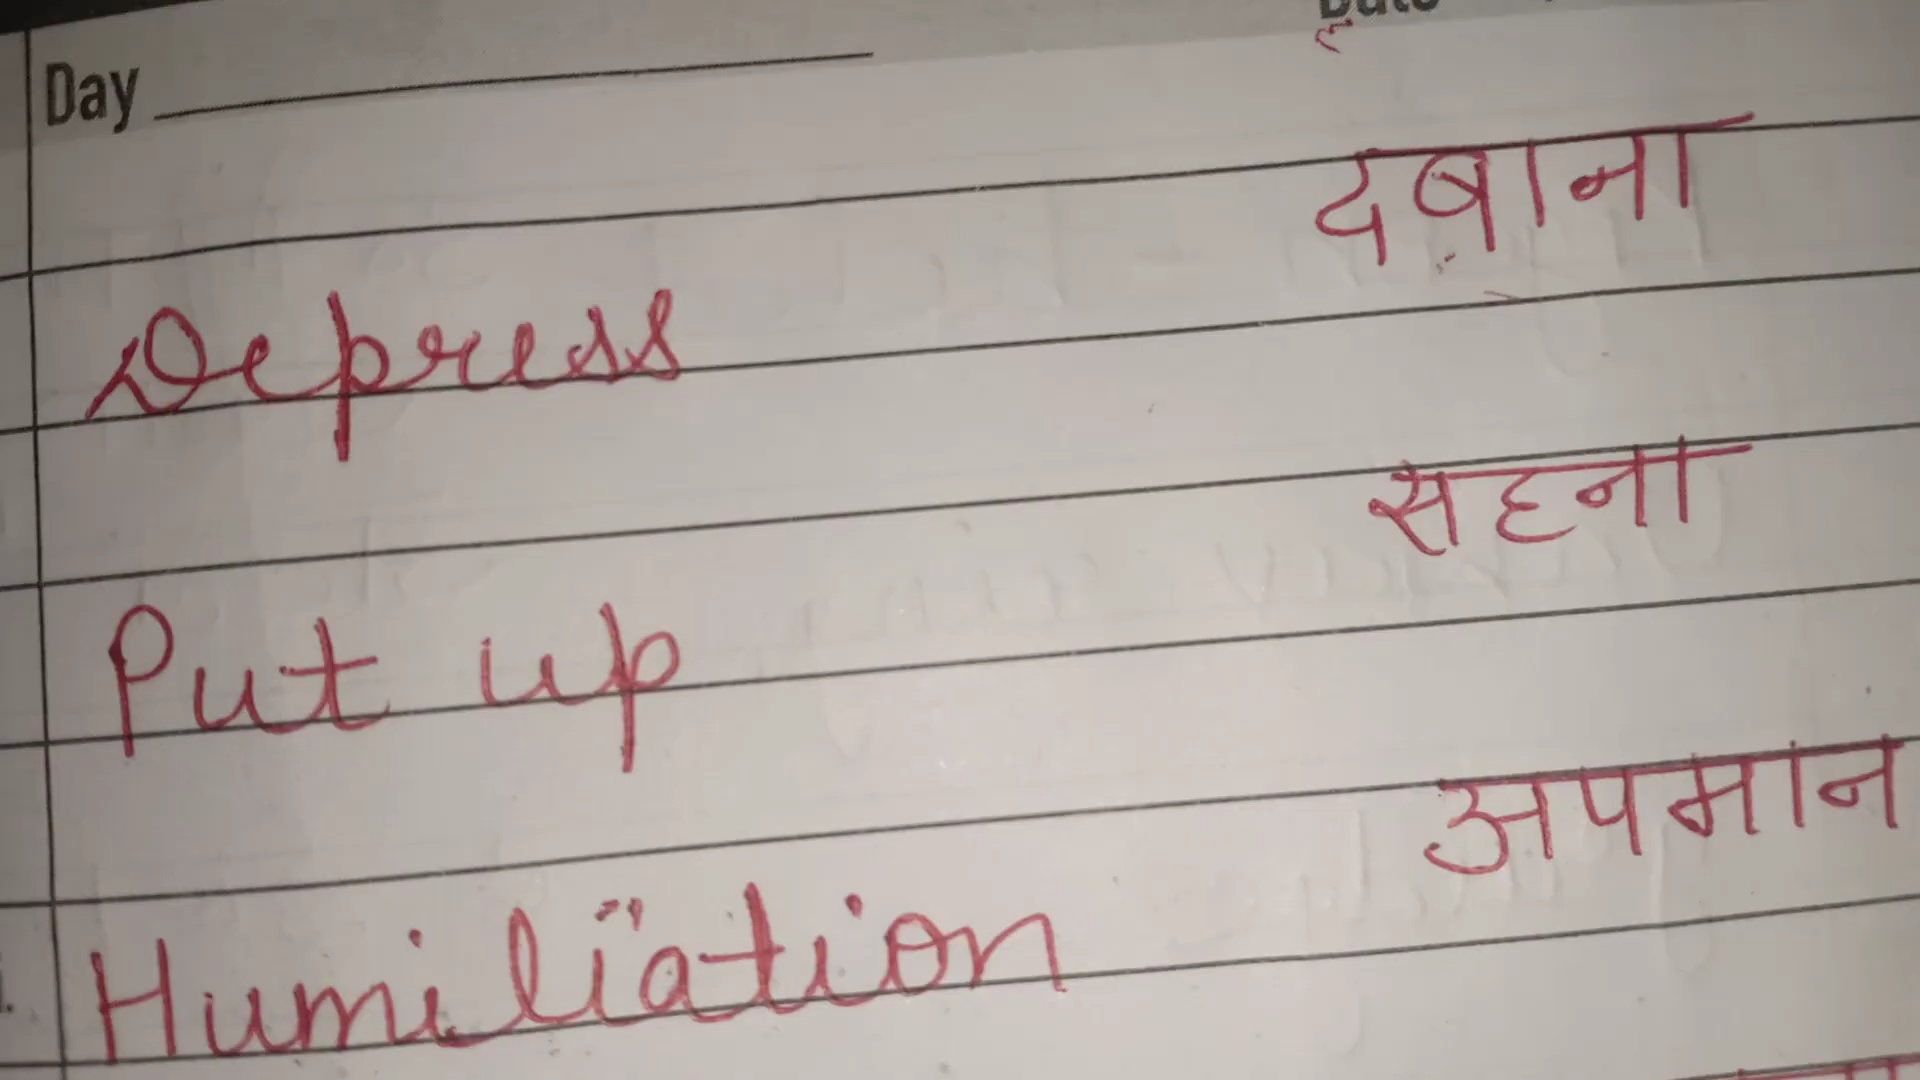 Day
दबाना
Depress
सहना
Put up
अपमान
Humiliation